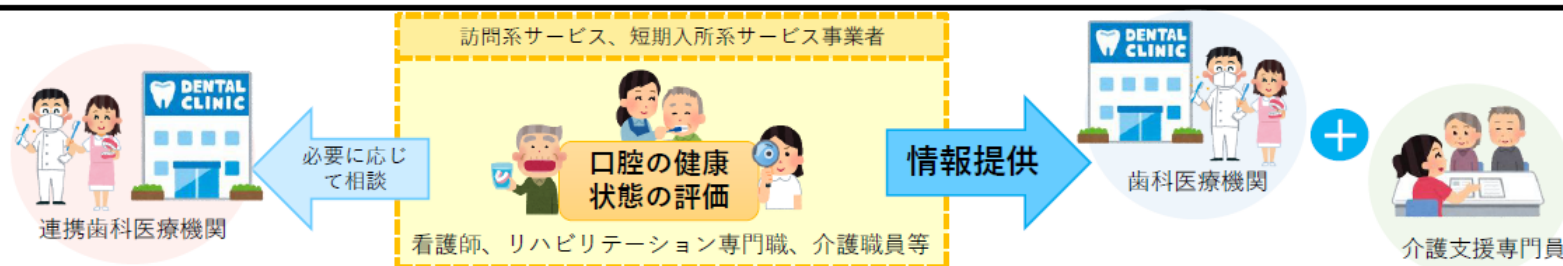 訪問系サービス、短期入所系サービス事業者
DENTAL
CLINIC
必要に応じ
て相談
連携歯科医療機関
口腔の健康
状態の評価
看護師、リハビリテーション専門職、介護職員等
情報提供
DENTAL
CLINIC
歯科医療機関
+
介護支援専門員